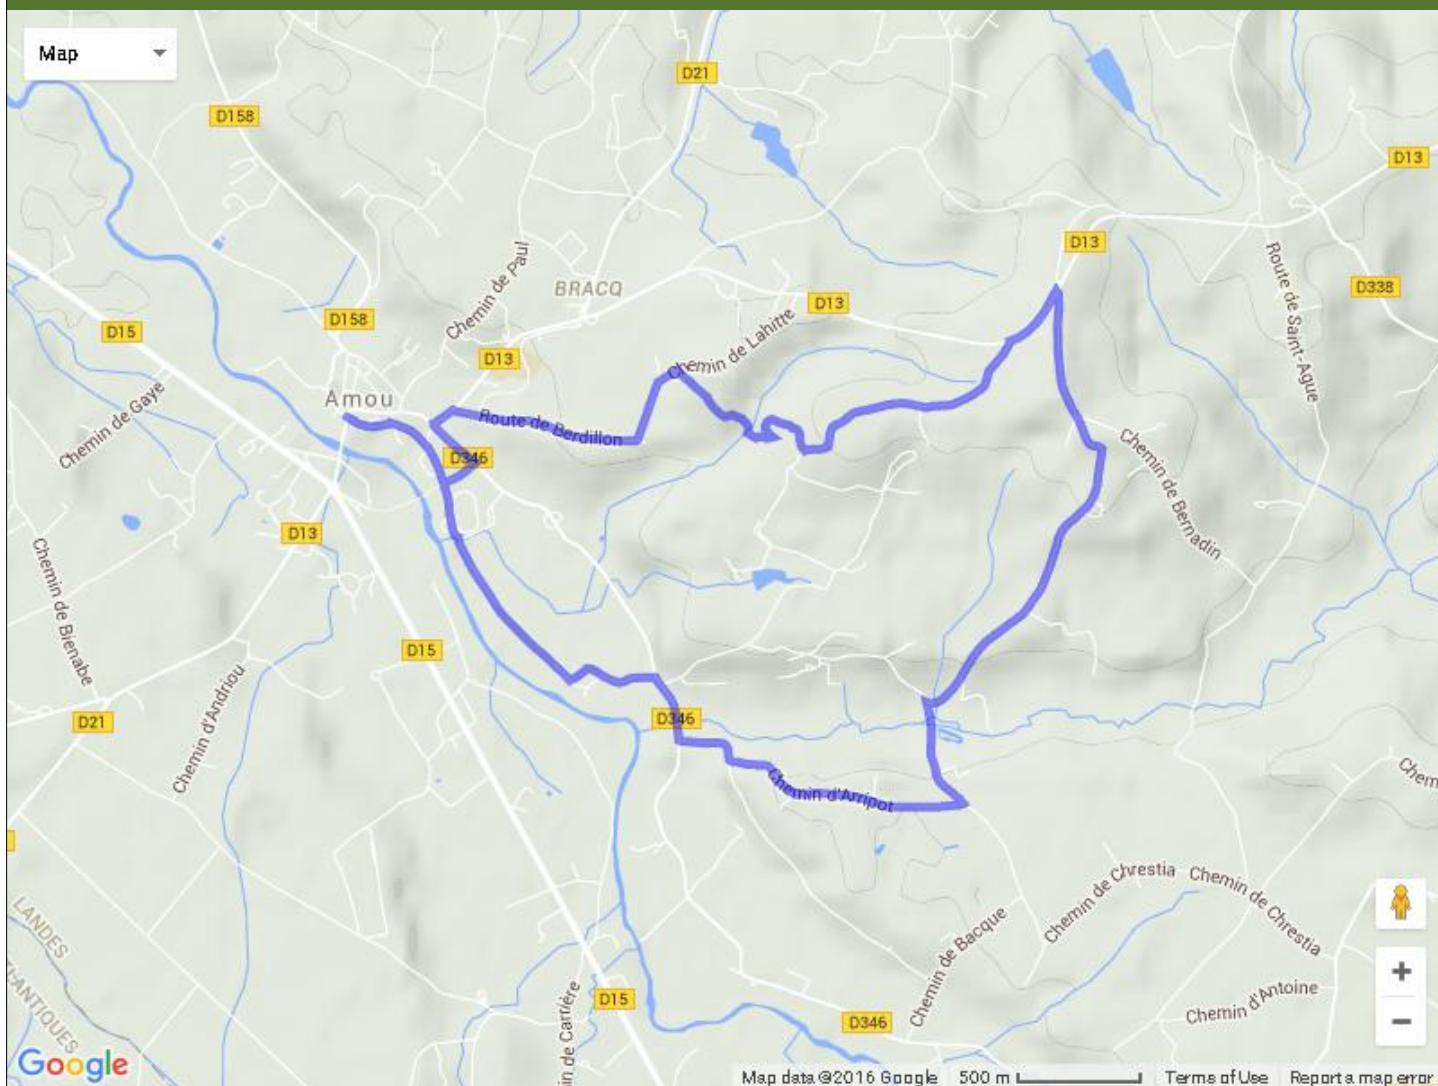 Map
D21
D158
D13
D13
Chemin de Paul
Route de Saint-Ague
BRACQ
D338
D13
D158
D15
Chemin de Lahitte
D13
Chemin de Gaye
Amou
Route de Berdillon
D346
Chemin de Bernadin
D13
Chemin de Bienabe
D15
Chemin d'Andriou
D21
D346
Chemin d'Arripot
Chem
Chemin de Chrestia
Chemin de Chrestia
LANDES
Chemin de Bacque
TLANTIQUES
in de Cartière
D15
Chemin d'Antoine
D346
Google
Map data ©2016 Google
500 m
Terms of Use
Report a map error